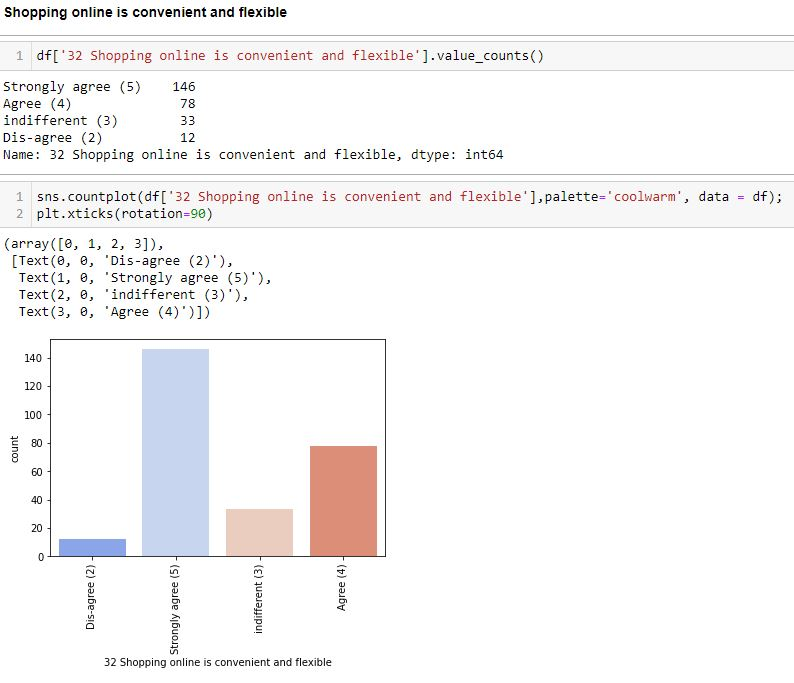 Shopping online is convenient and flexible
1 df['32 Shopping online is convenient and flexible'].value_counts()
Strongly agree (5)    146
Agree (4)              78
indifferent (3)        33
Dis-agree (2)          12
Name: 32 Shopping online is convenient and flexible, dtype: int64
1 sns.countplot(df['32 Shopping online is convenient and flexible'],palette='coolwarm', data = df);
2 plt.xticks(rotation=90)
(array([0, 1, 2, 3]),
 [Text(0, 0, 'Dis-agree (2)'),
  Text(1, 0, 'Strongly agree (5)'),
  Text(2, 0, 'indifferent (3)'),
  Text(3, 0, 'Agree (4)')])
140
120
100
80
60
40
20
0
count
Dis-agree (2)
Strongly agree (5)
indifferent (3)
Agree (4)
32 Shopping online is convenient and flexible